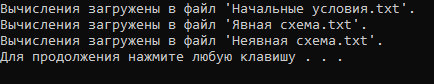 Вычисления загружены в файл 'Начальные условия.txt'.
Вычисления загружены в файл 'Явная схема.txt'.
Вычисления загружены в файл 'Неявная схема.txt'.
Для продолжения нажмите любую клавишу . . .